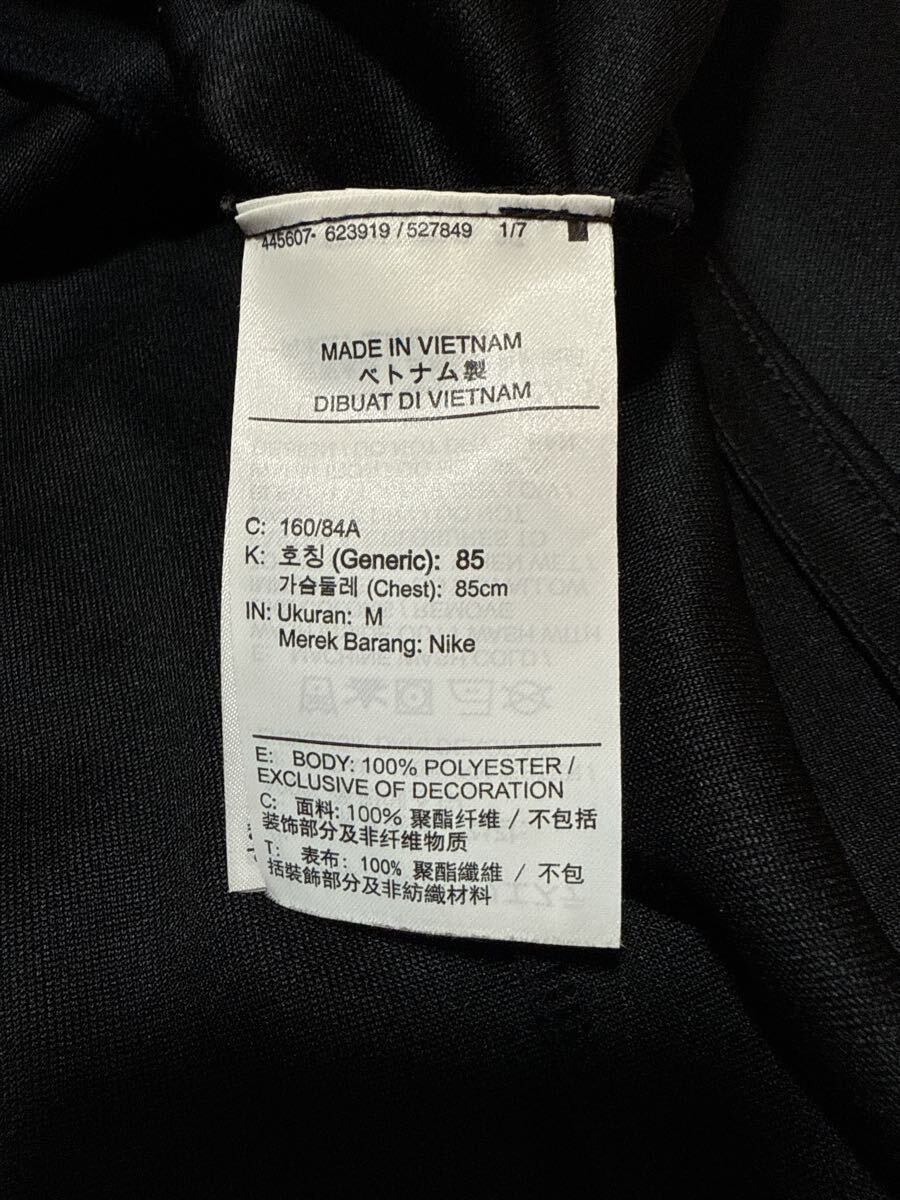 445607- 623919 / 527849 1/7
MADE IN VIETNAM
ベトナム製
DIBUAT DI VIETNAM
C: 160/84A
K: 호칭 (Generic): 85
가슴둘레 (Chest): 85cm
IN: Ukuran: M
Merek Barang: Nike
E: BODY: 100% POLYESTER /
EXCLUSIVE OF DECORATION
C: 面料: 100% 聚酯纤维 / 不包括
装饰部分及非纤维物质
T: 表布: 100% 聚酯纖維 / 不包
括裝飾部分及非紡織材料